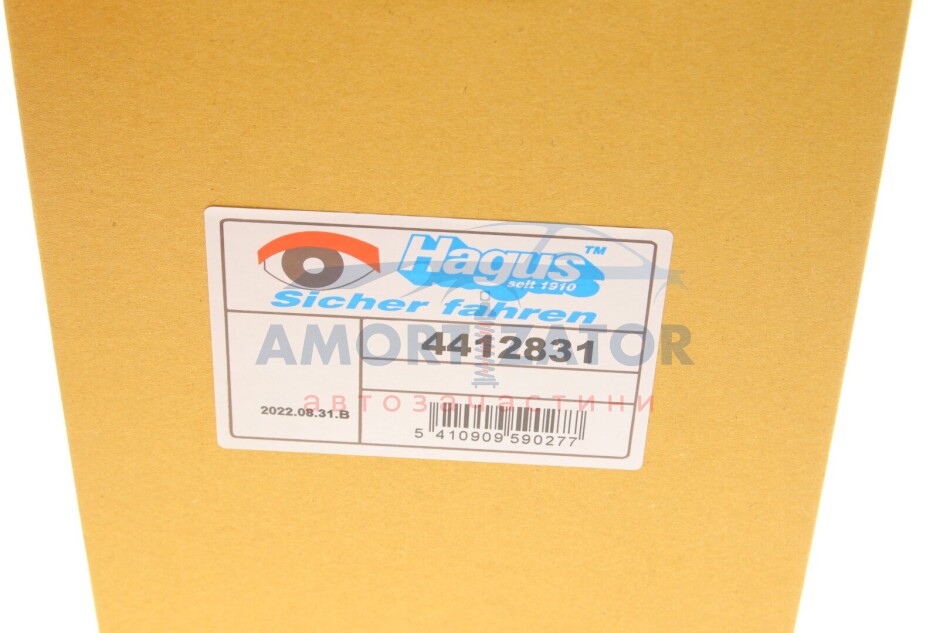 Hagus™
seit 1910
Sicher fahren
4412831
AMORTIZATOR
автозапчастини
2022.08.31.B
5 410909 590277